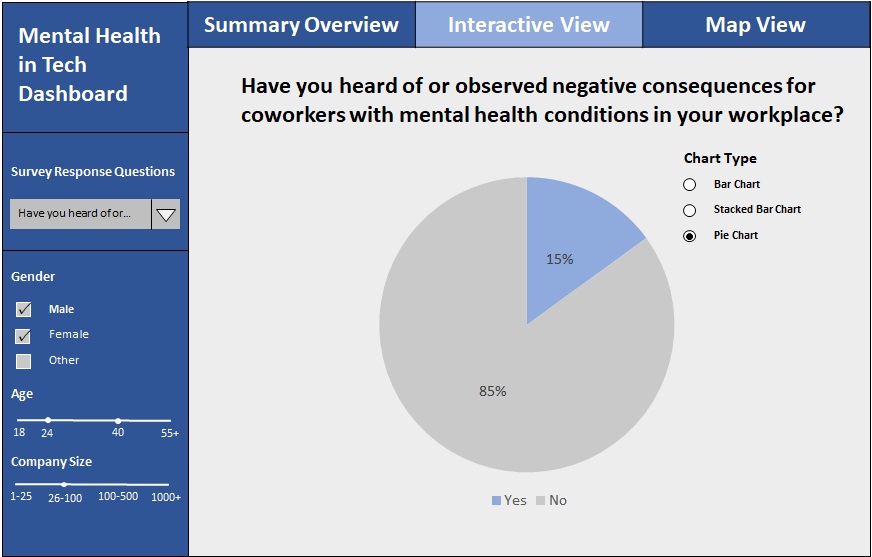 Mental Health
in Tech
Dashboard
Summary Overview
Interactive View
Map View
Survey Response Questions
Have you heard of or...
Gender
Male
Female
Other
Age
18 24 40 55+
Company Size
1-25 26-100 100-500 1000+
Have you heard of or observed negative consequences for
coworkers with mental health conditions in your workplace?
Chart Type
Bar Chart
Stacked Bar Chart
Pie Chart
15%
85%
Yes No